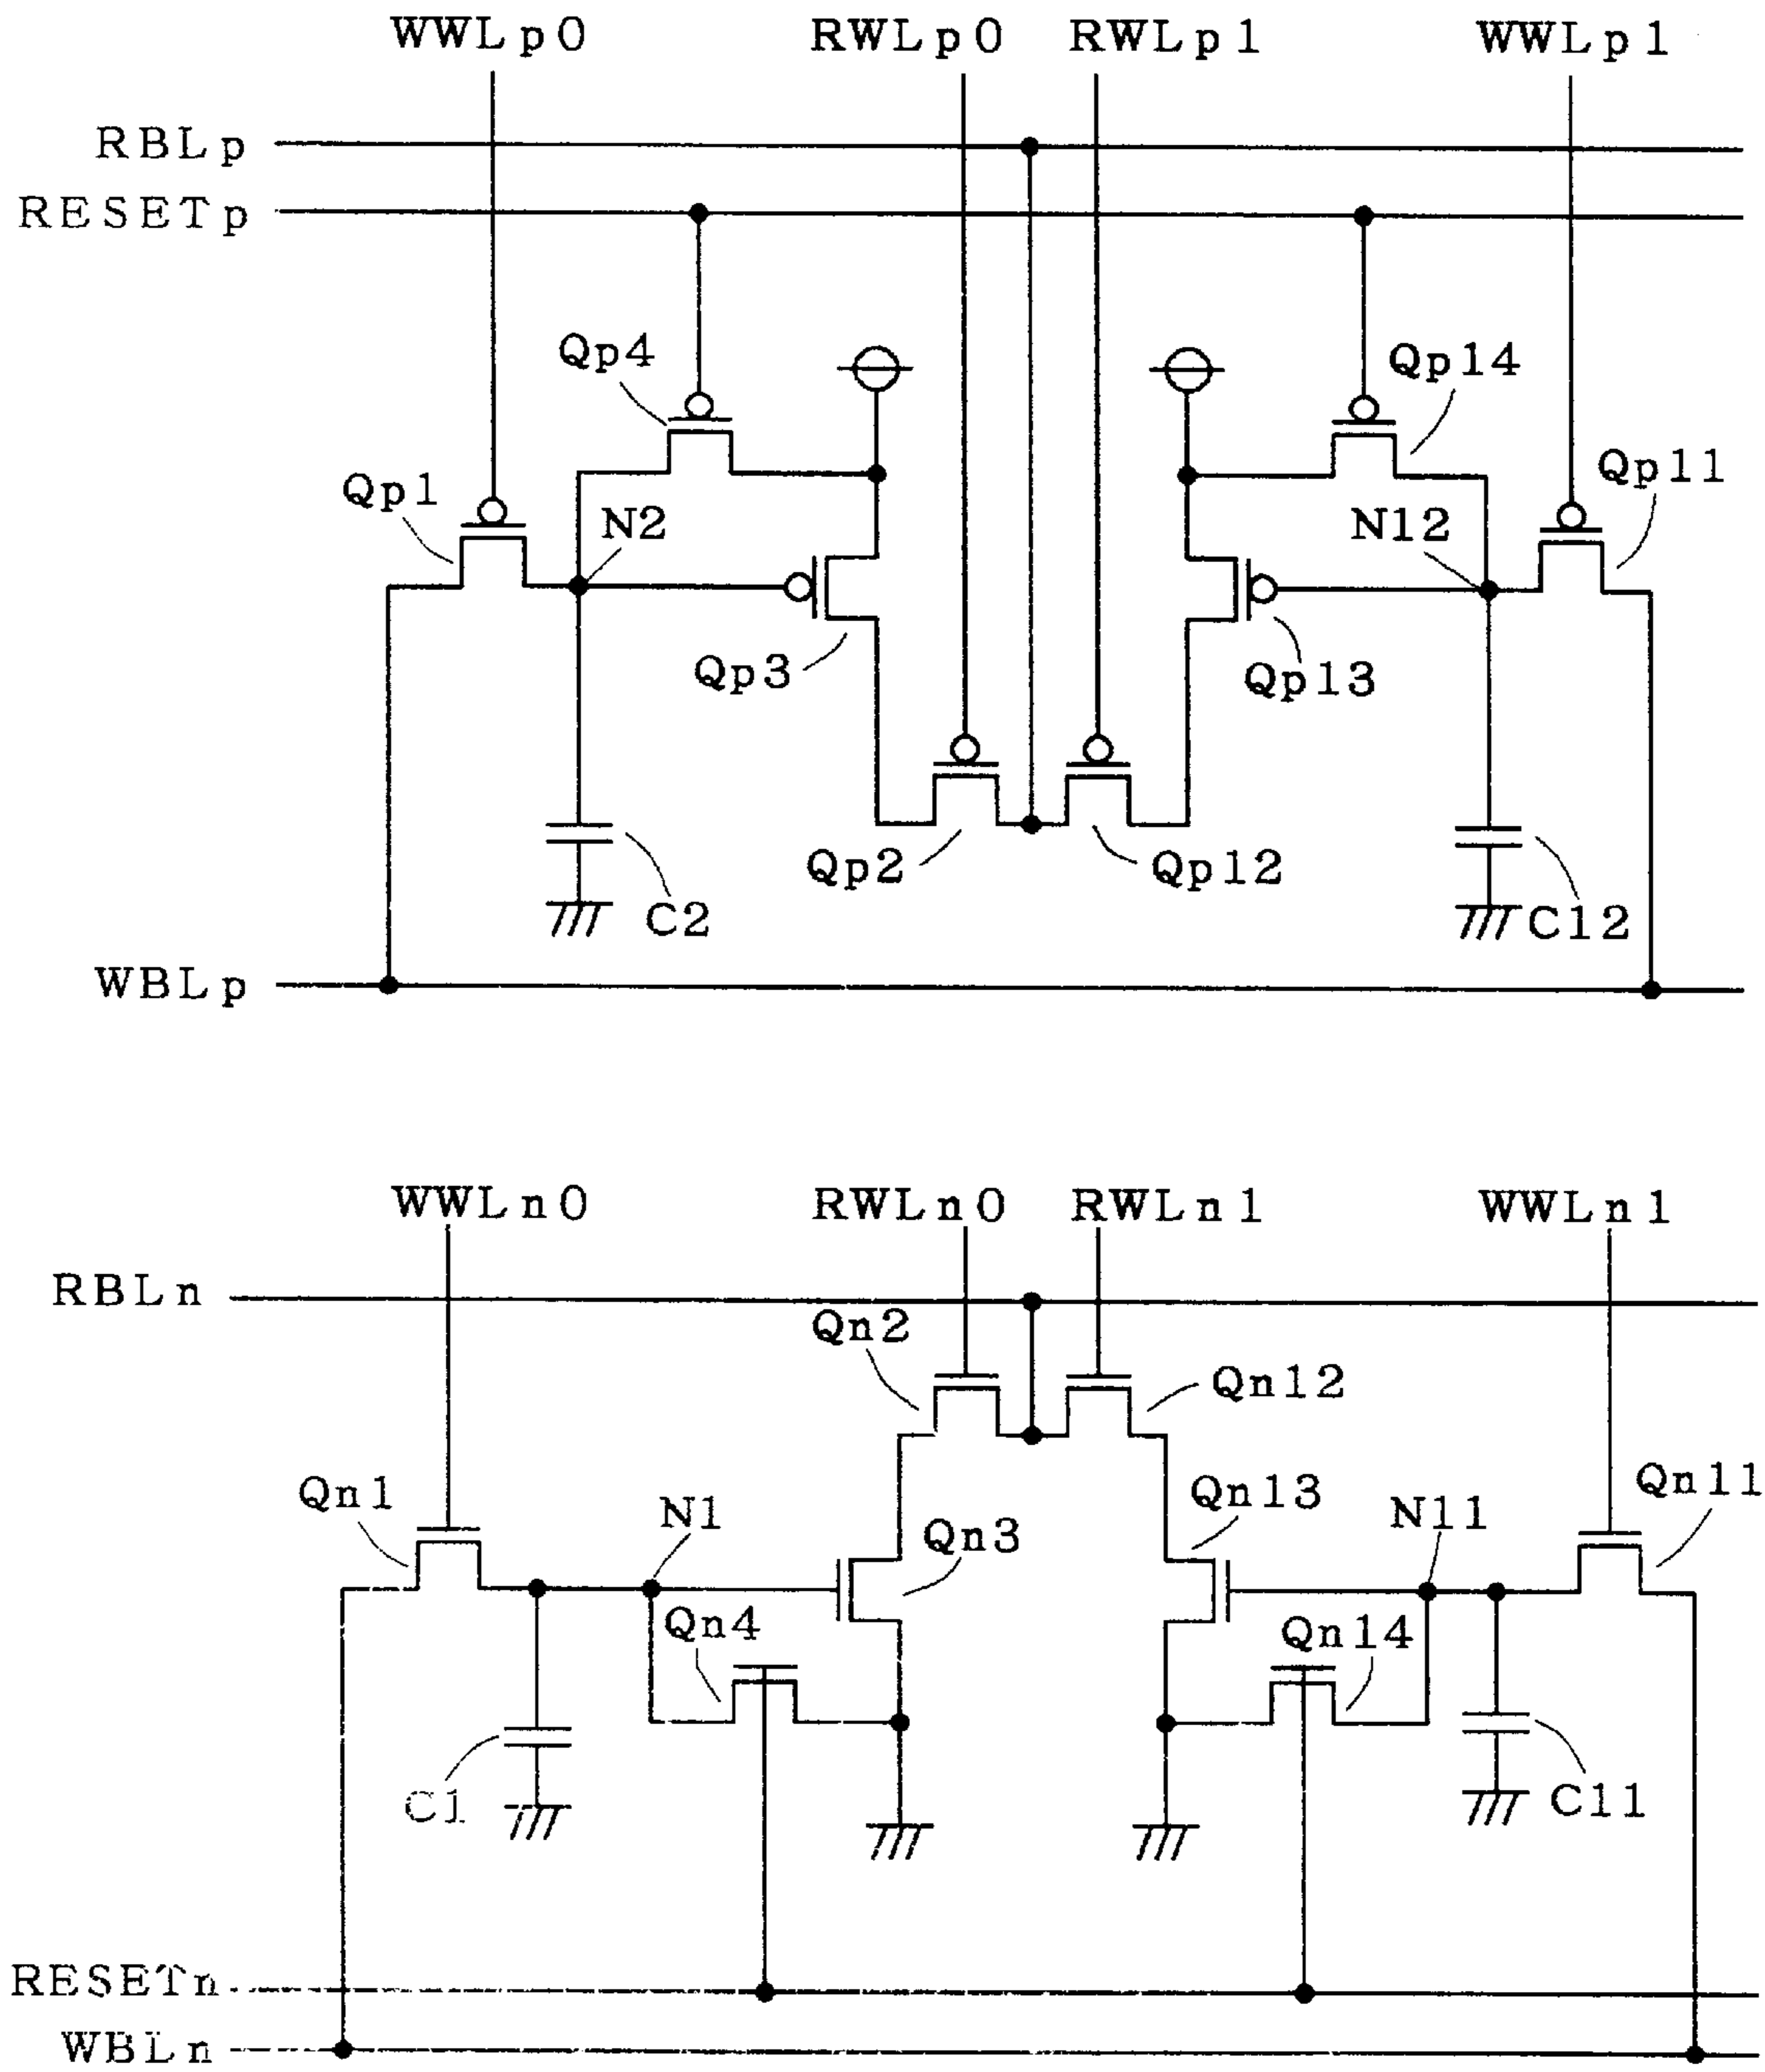 WWLp0 RWLp0 RWLp1 WWLp1
RBLp
RESETp
Qp4 Qp14
Qp1 N2 N12 Qp11
Qp3 Qp13
Qp2 Qp12
C2 C12
WBLp
WWLn0 RWLn0 RWLn1 WWLn1
RBLn
Qn2
Qn12
Qn1 N1 Qn3 Qn13 N11 Qn11
Qn4 Qn14
C1 C11
RESETn
WBLn